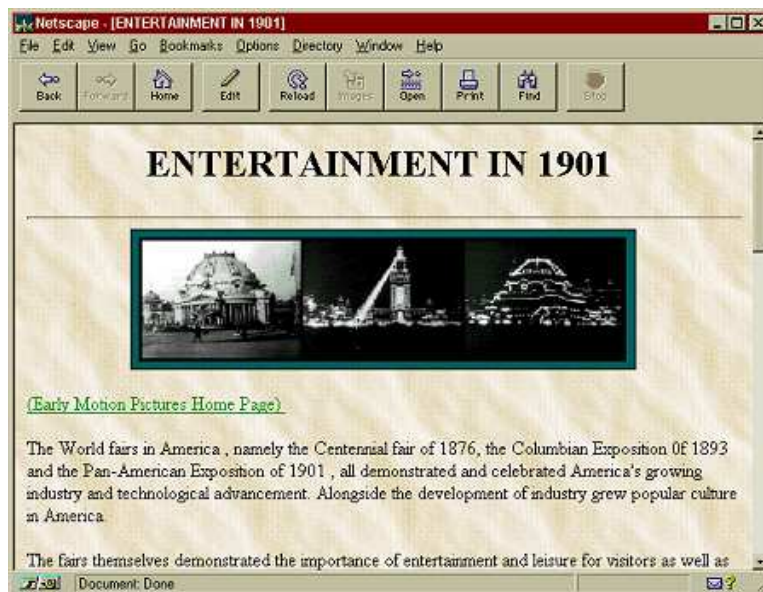 Netscape - [ENTERTAINMENT IN 1901]
File Edit View Go Bookmarks Options Directory Window Help
Back Forward Home Edit Reload Images Open Print Find Stop
ENTERTAINMENT IN 1901
(Early Motion Pictures Home Page)
The World fairs in America , namely the Centennial fair of 1876, the Columbian Exposition 0f 1893
and the Pan-American Exposition of 1901 , all demonstrated and celebrated America's growing
industry and technological advancement. Alongside the development of industry grew popular culture
in America.
The fairs themselves demonstrated the importance of entertainment and leisure for visitors as well as
Document: Done